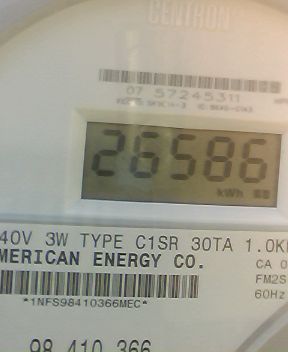 CENTRON
07 57245311
26586
kWh
40V 3W TYPE C1SR 30TA 1.0K
MERICAN ENERGY CO.
CA 0
FM2S
*1NFS98410366MEC*
60Hz
98 410 366